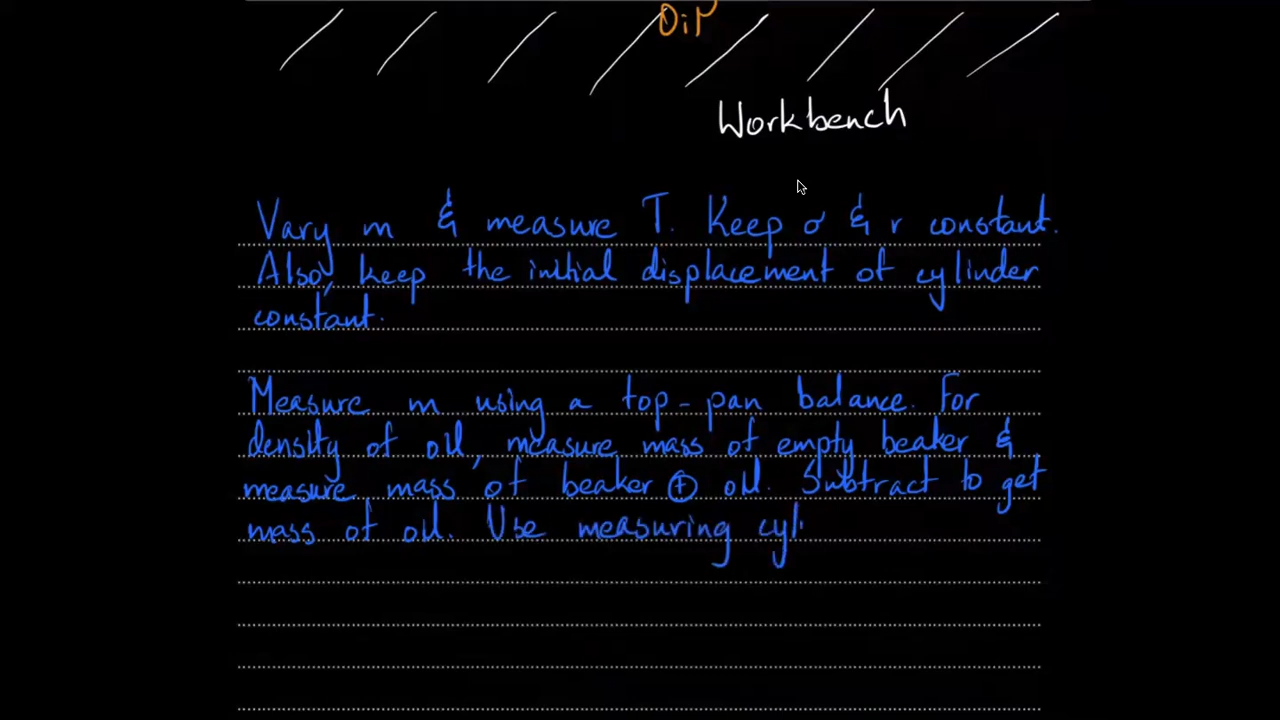 Oil
Workbench
Vary m & measure T. Keep σ & r constant.
Also, keep the initial displacement of cylinder
constant.
Measure m using a top-pan balance. For
density of oil, measure mass of empty beaker &
measure mass of beaker ⊕ oil. Subtract to get
mass of oil. Use measuring cyl